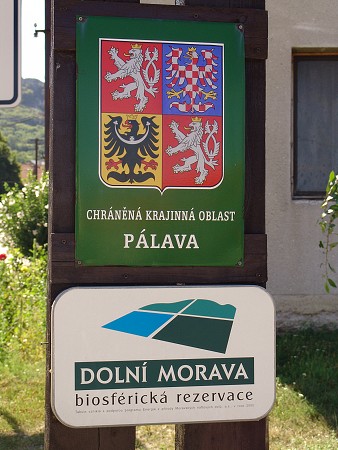 CHRÁNĚNÁ KRAJINNÁ OBLAST
PÁLAVA
DOLNÍ MORAVA
biosférická rezervace